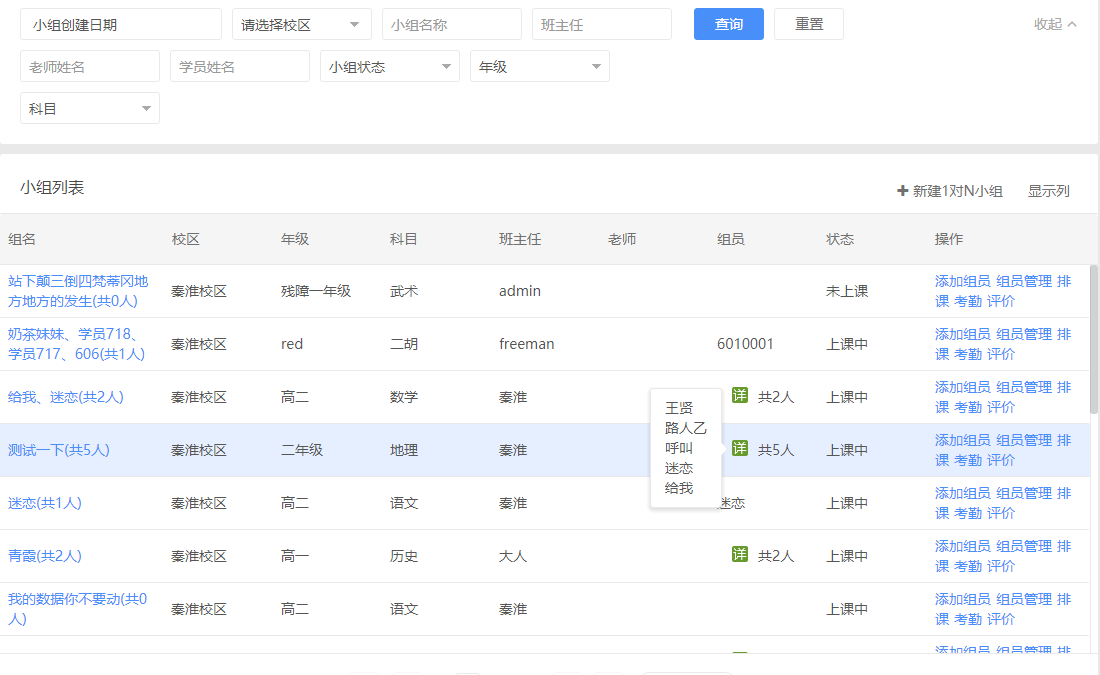 小组创建日期 请选择校区 小组名称 班主任 查询 重置 收起
老师姓名 学员姓名 小组状态 年级
科目
小组列表 新建1对N小组 显示列
组名 校区 年级 科目 班主任 老师 组员 状态 操作
站下颠三倒四梵蒂冈地 秦淮校区 残障一年级 武术 admin 未上课 添加组员 组员管理 排
方地方的发生(共0人) 课 考勤 评价
奶茶妹妹、学员718、 秦淮校区 red 二胡 freeman 6010001 上课中 添加组员 组员管理 排
学员717、606(共1人) 课 考勤 评价
给我、迷恋(共2人) 秦淮校区 高二 数学 秦淮 详 共2人 上课中 添加组员 组员管理 排
课 考勤 评价
王贤
路人乙
呼叫
迷恋
给我
测试一下(共5人) 秦淮校区 二年级 地理 秦淮 详 共5人 上课中 添加组员 组员管理 排
课 考勤 评价
迷恋(共1人) 秦淮校区 高二 语文 秦淮 迷恋 上课中 添加组员 组员管理 排
课 考勤 评价
青霞(共2人) 秦淮校区 高一 历史 大人 详 共2人 上课中 添加组员 组员管理 排
课 考勤 评价
我的数据你不要动(共0 秦淮校区 高二 语文 秦淮 上课中 添加组员 组员管理 排
人) 课 考勤 评价
添加组员 组员管理 排